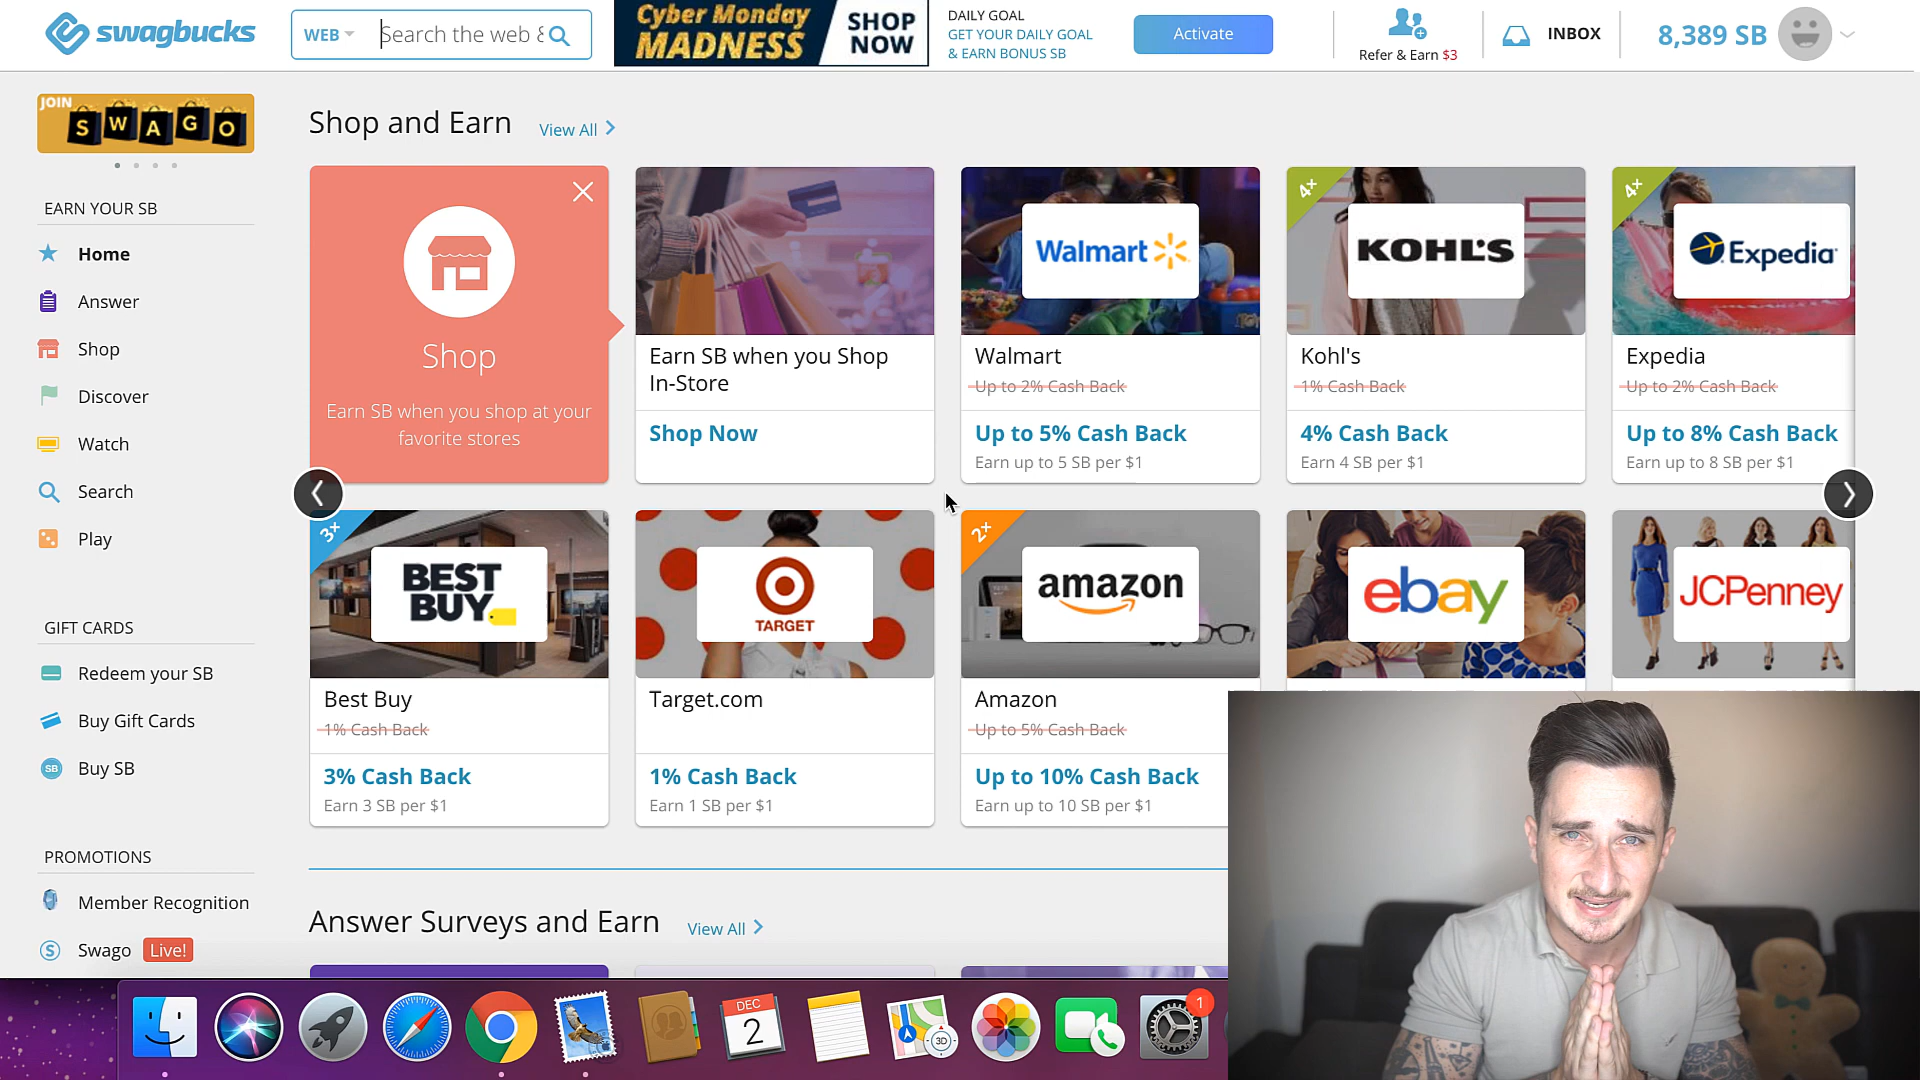 swagbucks
WEB
Search the web &
Cyber Monday
MADNESS
SHOP
NOW
DAILY GOAL
GET YOUR DAILY GOAL
& EARN BONUS SB
Activate
Refer & Earn $3
INBOX
8,389 SB
JOIN
SWAGO
EARN YOUR SB
Home
Answer
Shop
Discover
Watch
Search
Play
GIFT CARDS
Redeem your SB
Buy Gift Cards
SB
Buy SB
PROMOTIONS
Member Recognition
S
Swago
Live!
Shop and Earn
View All
Shop
Earn SB when you shop at your
favorite stores
Earn SB when you Shop
In-Store
Shop Now
Walmart
Walmart
Up to 2% Cash Back
Up to 5% Cash Back
Earn up to 5 SB per $1
4+
KOHL'S
Kohl's
1% Cash Back
4% Cash Back
Earn 4 SB per $1
4+
Expedia
Expedia
Up to 2% Cash Back
Up to 8% Cash Back
Earn up to 8 SB per $1
3+
BEST
BUY
Best Buy
1% Cash Back
3% Cash Back
Earn 3 SB per $1
TARGET
Target.com
1% Cash Back
Earn 1 SB per $1
2+
amazon
Amazon
Up to 5% Cash Back
Up to 10% Cash Back
Earn up to 10 SB per $1
ebay
JCPenney
Answer Surveys and Earn
View All
DEC
2
3D
1